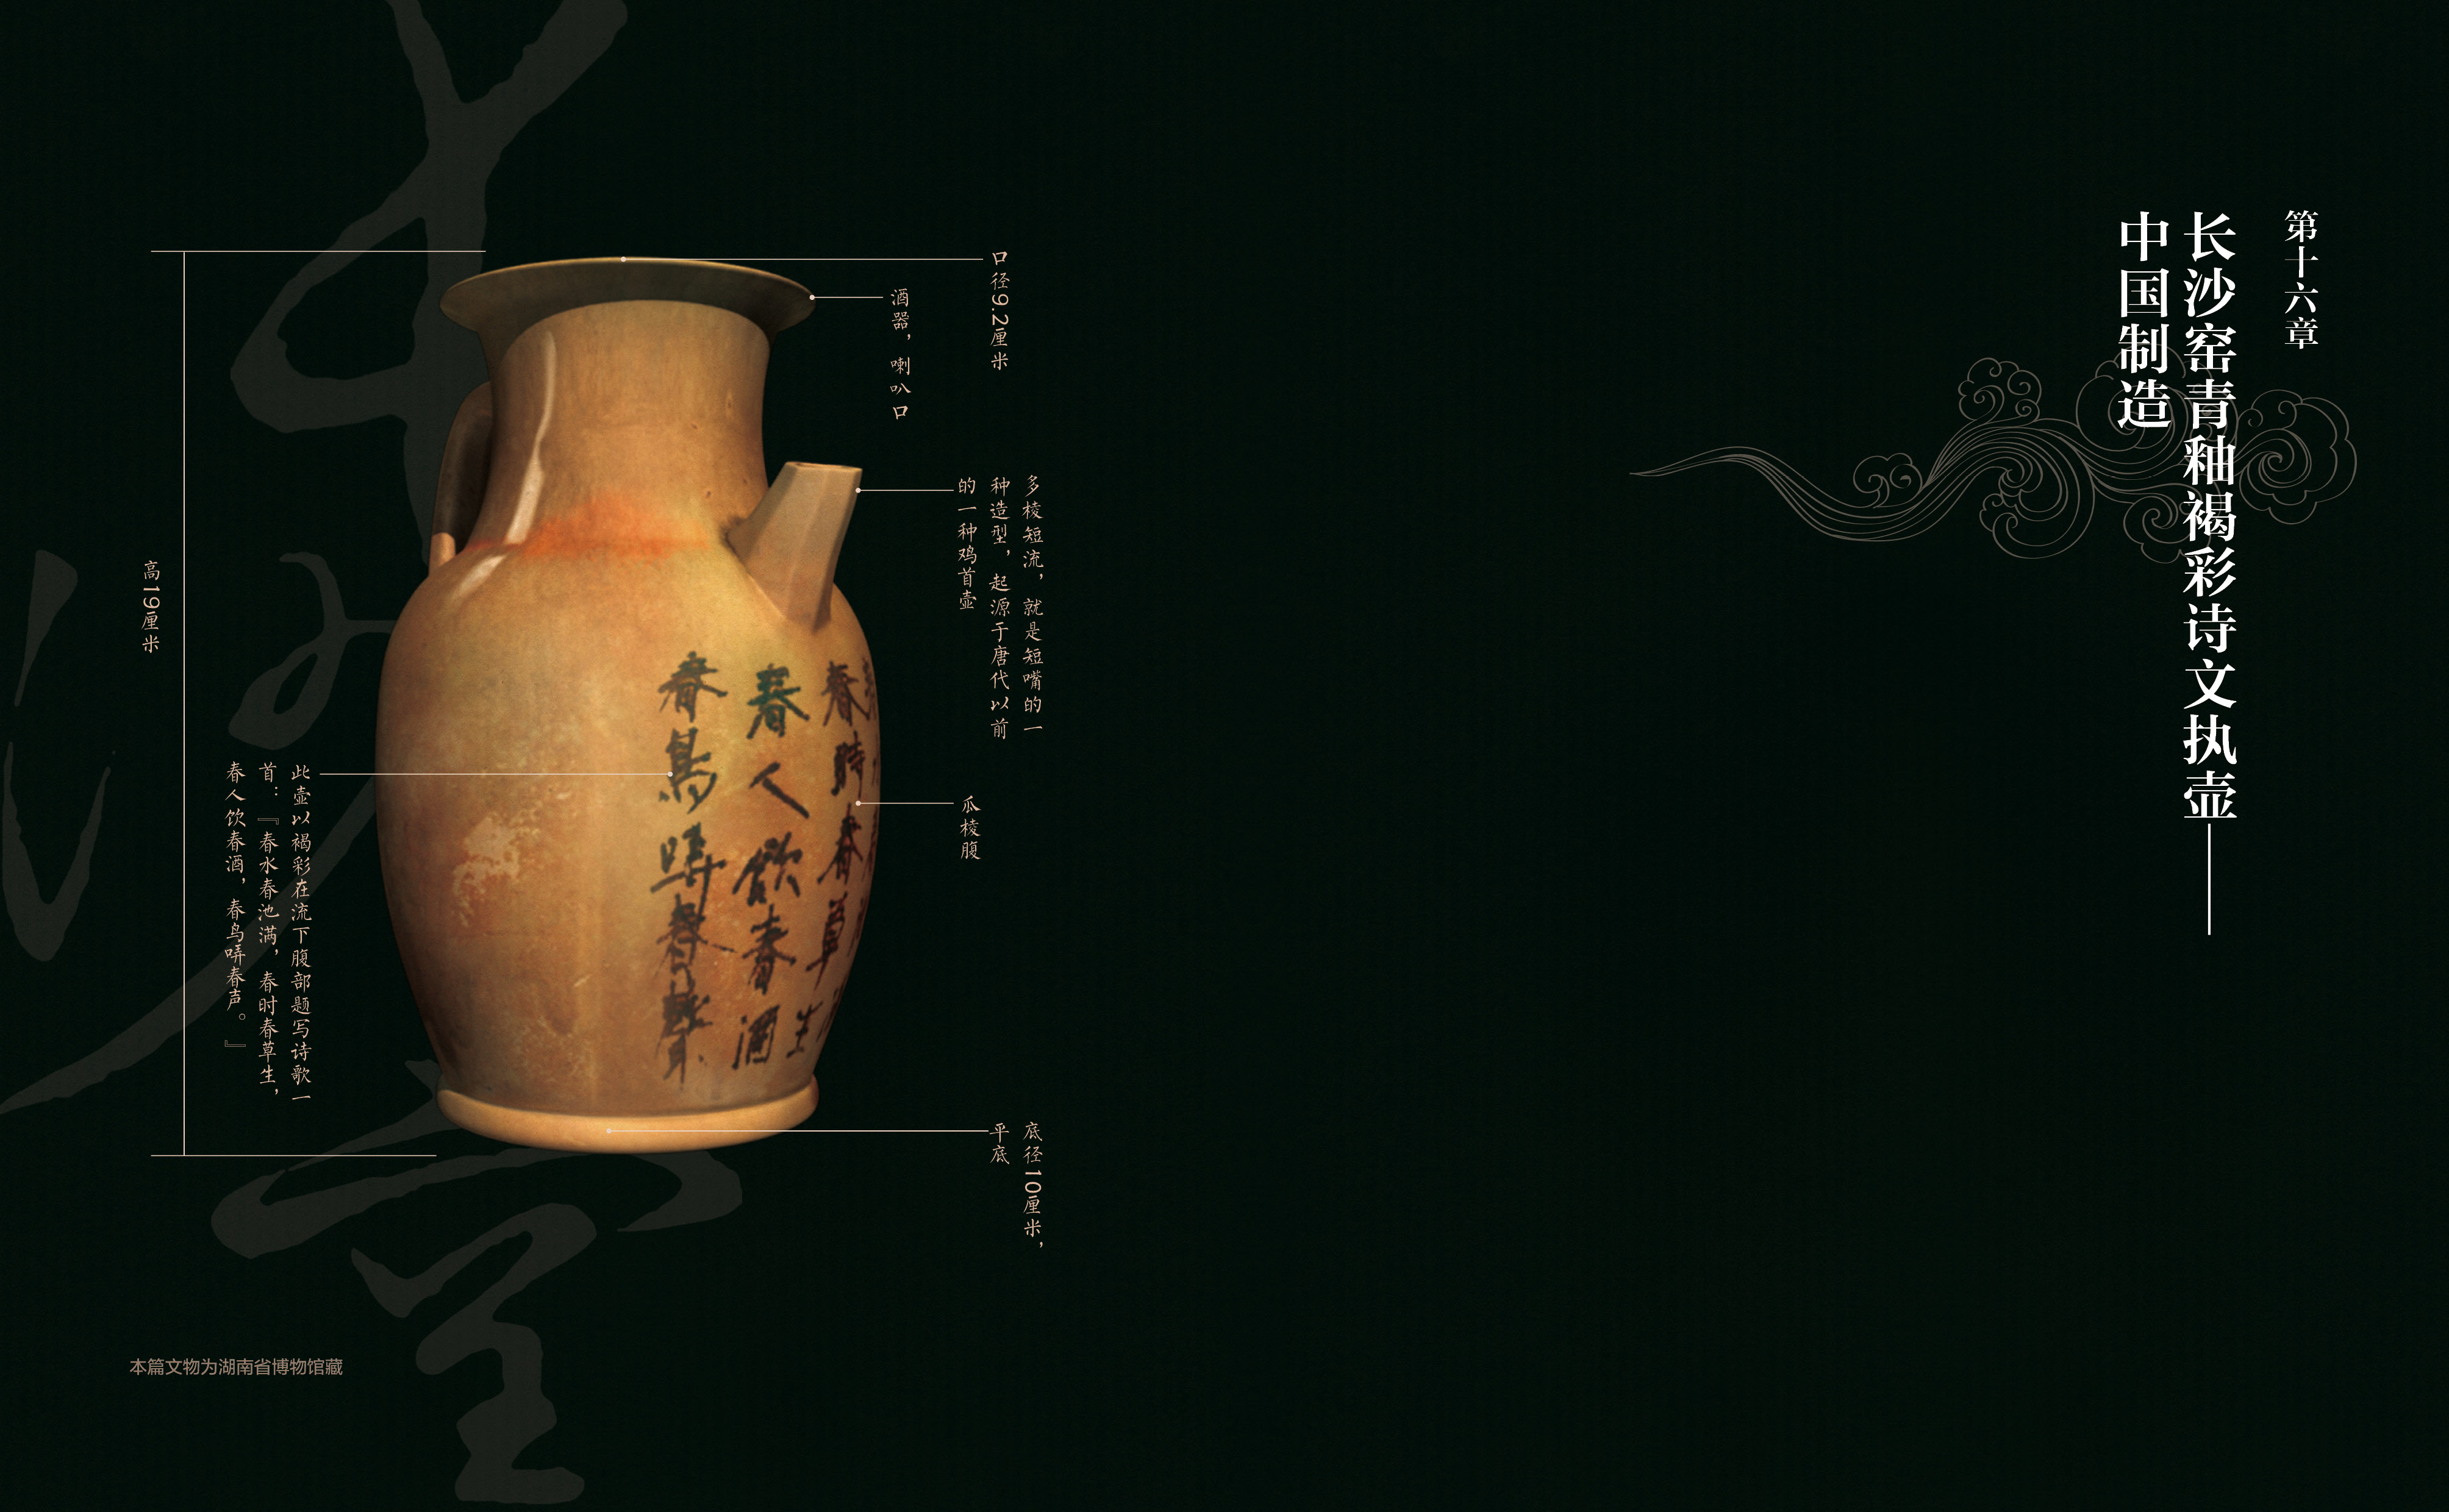 第十六章
长沙窑青釉褐彩诗文执壶——
中国制造
口径9.2厘米
酒器，喇叭口
多棱短流，就是短嘴的一
种造型，起源于唐代以前
的一种鸡首壶
瓜棱腹
底径10厘米，
平底
春時春草生
春人飲春酒
春鳥哢春聲
此壶以褐彩在流下腹部题写诗歌一
首：『春水春池满，春时春草生，
春人饮春酒，春鸟哢春声。』
高19厘米
本篇文物为湖南省博物馆藏